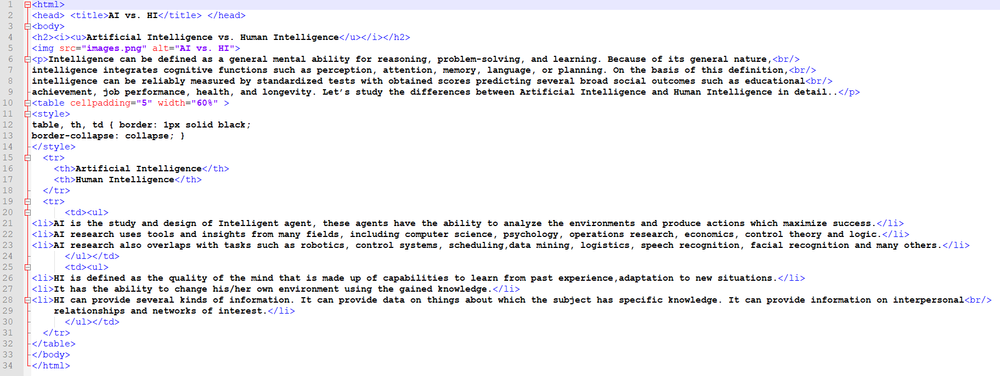 1 <html>
2 <head> <title>AI vs. HI</title> </head>
3 <body>
4 <h2><i><u>Artificial Intelligence vs. Human Intelligence</u></i></h2>
5 <img src="images.png" alt="AI vs. HI">
6 <p>Intelligence can be defined as a general mental ability for reasoning, problem-solving, and learning. Because of its general nature,<br/>
7 intelligence integrates cognitive functions such as perception, attention, memory, language, or planning. On the basis of this definition,<br/>
8 intelligence can be reliably measured by standardized tests with obtained scores predicting several broad social outcomes such as educational<br/>
9 achievement, job performance, health, and longevity. Let’s study the differences between Artificial Intelligence and Human Intelligence in detail..</p>
10 <table cellpadding="5" width="60%" >
11 <style>
12 table, th, td { border: 1px solid black;
13 border-collapse: collapse; }
14 </style>
15   <tr>
16     <th>Artificial Intelligence</th>
17     <th>Human Intelligence</th>
18   </tr>
19   <tr>
20       <td><ul>
21 <li>AI is the study and design of Intelligent agent, these agents have the ability to analyze the environments and produce actions which maximize success.</li>
22 <li>AI research uses tools and insights from many fields, including computer science, psychology, operations research, economics, control theory and logic.</li>
23 <li>AI research also overlaps with tasks such as robotics, control systems, scheduling,data mining, logistics, speech recognition, facial recognition and many others.</li>
24       </ul></td>
25       <td><ul>
26 <li>HI is defined as the quality of the mind that is made up of capabilities to learn from past experience,adaptation to new situations.</li>
27 <li>It has the ability to change his/her own environment using the gained knowledge.</li>
28 <li>HI can provide several kinds of information. It can provide data on things about which the subject has specific knowledge. It can provide information on interpersonal<br/>
29     relationships and networks of interest.</li>
30       </ul></td>
31   </tr>
32 </table>
33 </body>
34 </html>